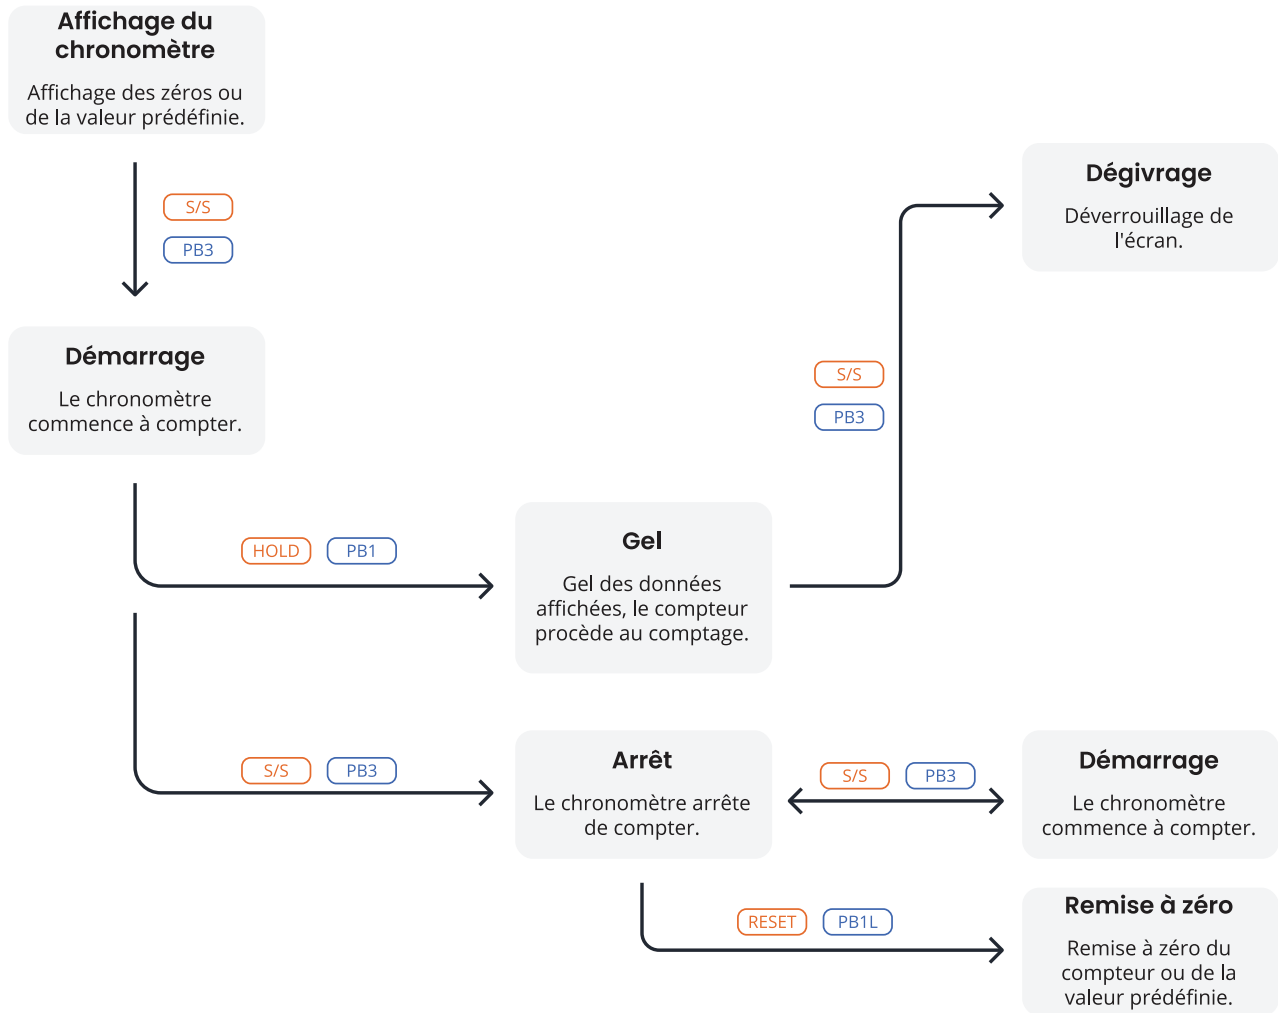 Affichage du
chronomètre
Affichage des zéros ou
de la valeur prédéfinie.
S/S
PB3
Démarrage
Le chronomètre
commence à compter.
HOLD PB1
Gel
Gel des données
affichées, le compteur
procède au comptage.
S/S
PB3
Dégivrage
Déverrouillage de
l'écran.
S/S PB3
Arrêt
Le chronomètre arrête
de compter.
S/S PB3
Démarrage
Le chronomètre
commence à compter.
RESET PB1L
Remise à zéro
Remise à zéro du
compteur ou de la
valeur prédéfinie.